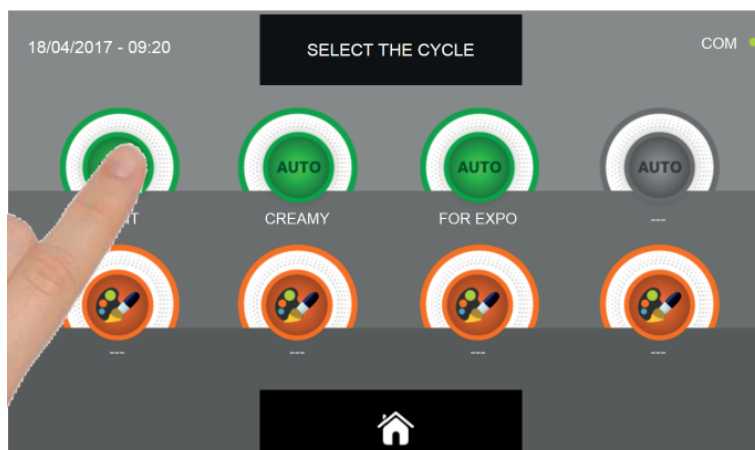 18/04/2017 - 09:20
SELECT THE CYCLE
COM
AUTO
AUTO
AUTO
CREAMY
FOR EXPO
---
---
---
---
---